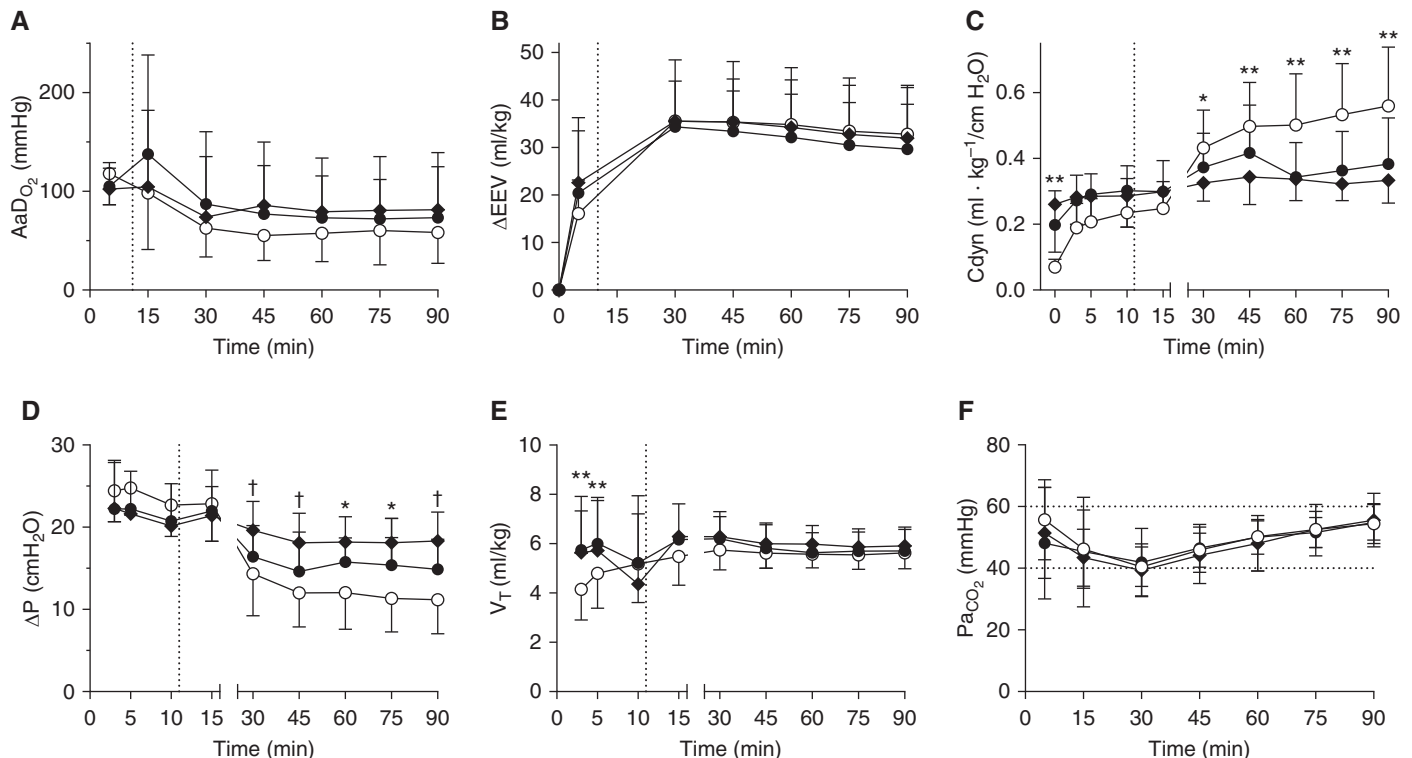 A
AaD_O2 (mmHg)
200
100
0
0 15 30 45 60 75 90
Time (min)
B
ΔEEV (ml/kg)
50
40
30
20
10
0
0 15 30 45 60 75 90
Time (min)
C
Cdyn (ml · kg⁻¹/cm H₂O)
0.6
0.4
0.2
0.0
** * ** ** ** **
0 5 10 15 30 45 60 75 90
Time (min)
D
ΔP (cmH₂O)
30
20
10
0
† † * * †
0 5 10 15 30 45 60 75 90
Time (min)
E
V_T (ml/kg)
10
8
6
4
2
0
** **
0 5 10 15 30 45 60 75 90
Time (min)
F
Pa_CO2 (mmHg)
80
60
40
20
0
0 15 30 45 60 75 90
Time (min)